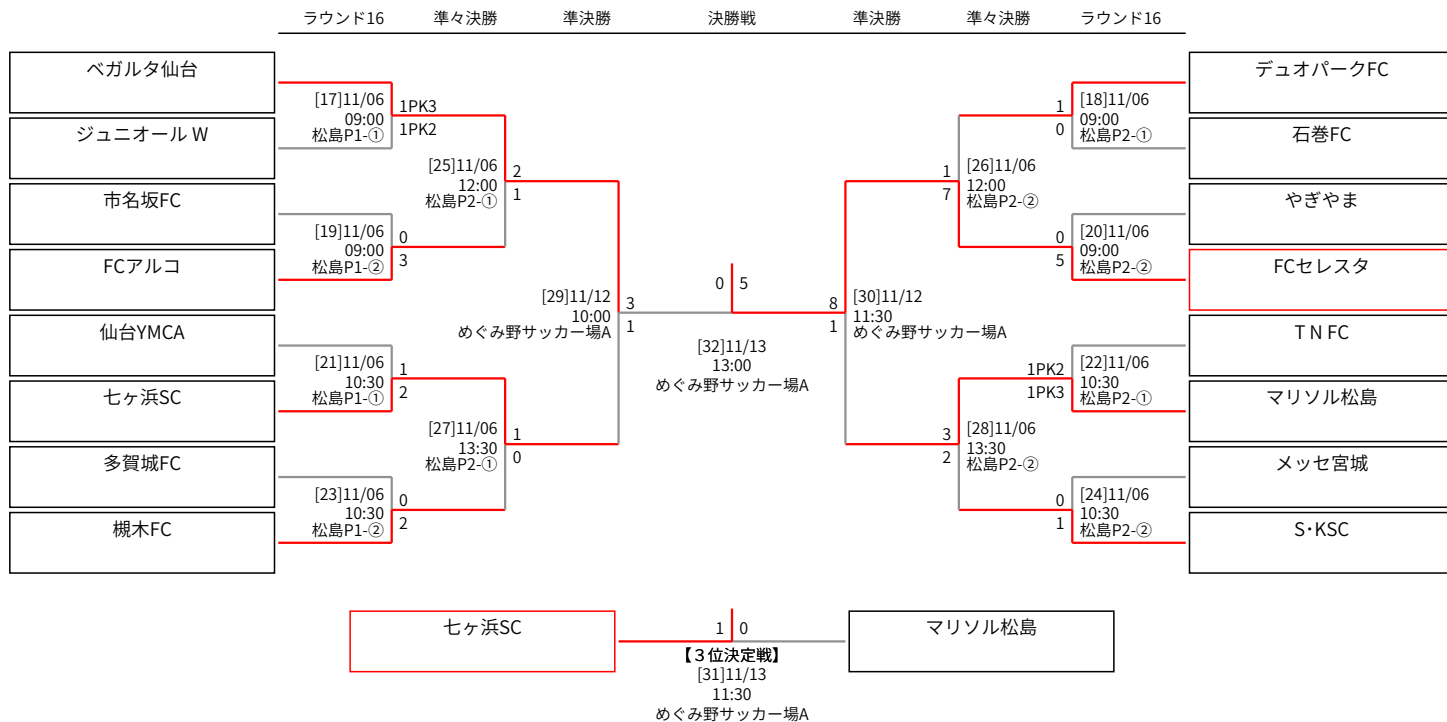 ラウンド16 準々決勝 準決勝 決勝戦 準決勝 準々決勝 ラウンド16
ベガルタ仙台
ジュニオール W
市名坂FC
FCアルコ
仙台YMCA
七ヶ浜SC
多賀城FC
槻木FC
[17]11/06
09:00
松島P1-①
1PK3
1PK2
[19]11/06
09:00
松島P1-②
0
3
[21]11/06
10:30
松島P1-①
1
2
[23]11/06
10:30
松島P1-②
0
2
[25]11/06
12:00
松島P2-①
2
1
[27]11/06
13:30
松島P2-①
1
0
[29]11/12
10:00
めぐみ野サッカー場A
3
1
0 5
[32]11/13
13:00
めぐみ野サッカー場A
8
1
[30]11/12
11:30
めぐみ野サッカー場A
1
7
[26]11/06
12:00
松島P2-②
3
2
[28]11/06
13:30
松島P2-②
1
0
[18]11/06
09:00
松島P2-①
0
5
[20]11/06
09:00
松島P2-②
1PK2
1PK3
[22]11/06
10:30
松島P2-①
0
1
[24]11/06
10:30
松島P2-②
デュオパークFC
石巻FC
やぎやま
FCセレスタ
T N FC
マリソル松島
メッセ宮城
S・KSC
七ヶ浜SC
1 0
マリソル松島
【３位決定戦】
[31]11/13
11:30
めぐみ野サッカー場A